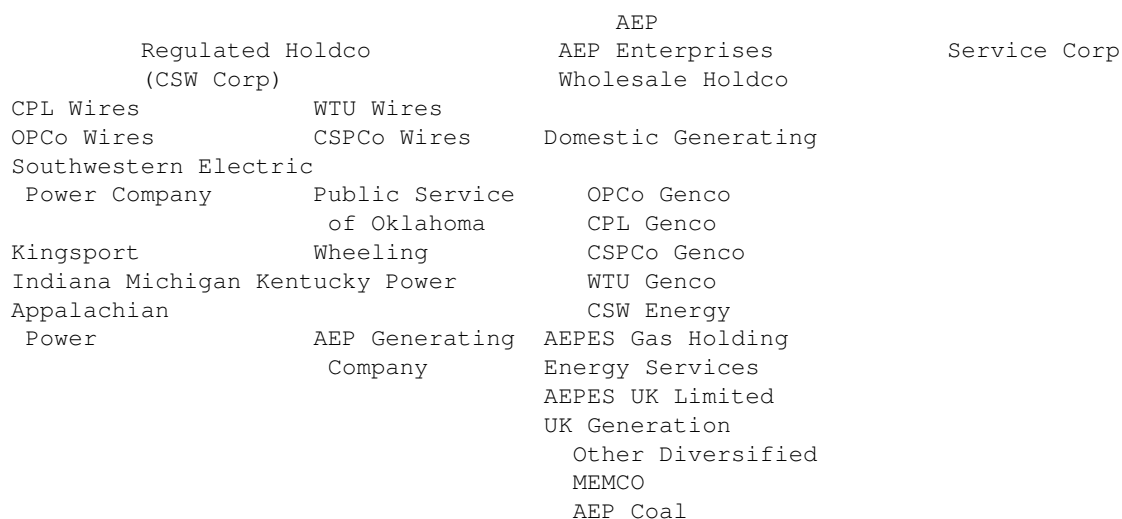 AEP
Regulated Holdco AEP Enterprises Service Corp
(CSW Corp) Wholesale Holdco
CPL Wires WTU Wires
OPCo Wires CSPCo Wires Domestic Generating
Southwestern Electric
Power Company Public Service OPCo Genco
of Oklahoma CPL Genco
Kingsport Wheeling CSPCo Genco
Indiana Michigan Kentucky Power WTU Genco
Appalachian CSW Energy
Power AEP Generating AEPES Gas Holding
Company Energy Services
AEPES UK Limited
UK Generation
Other Diversified
MEMCO
AEP Coal